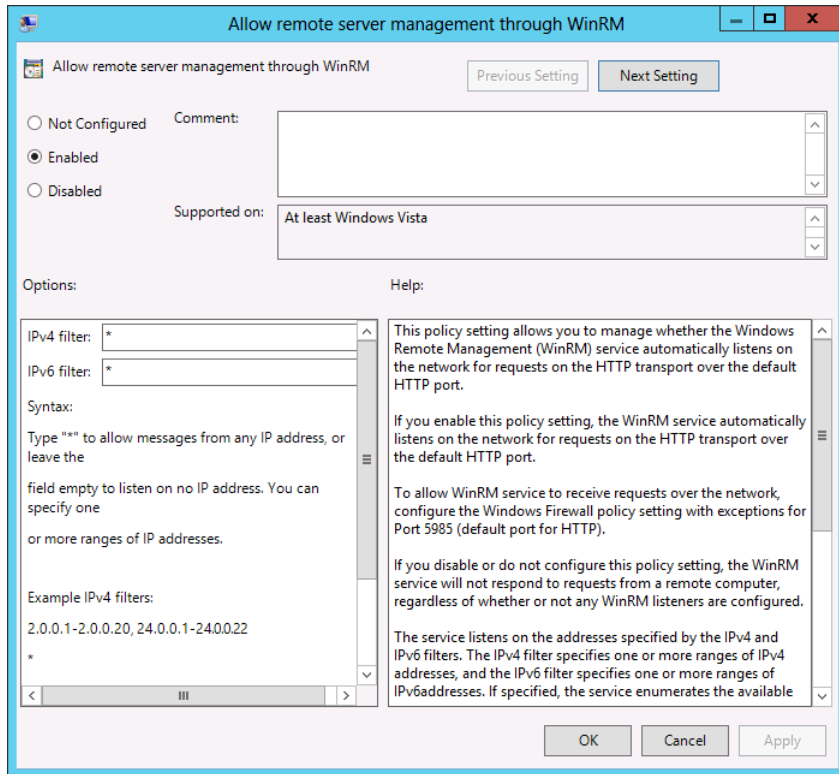 Allow remote server management through WinRM
Allow remote server management through WinRM
Previous Setting
Next Setting
Not Configured
Enabled
Disabled
Comment:
Supported on:
At least Windows Vista
Options:
Help:
IPv4 filter: *
IPv6 filter: *
Syntax:
Type "*" to allow messages from any IP address, or
leave the
field empty to listen on no IP address. You can
specify one
or more ranges of IP addresses.
Example IPv4 filters:
2.0.0.1-2.0.0.20, 24.0.0.1-24.0.0.22
*
This policy setting allows you to manage whether the Windows
Remote Management (WinRM) service automatically listens on
the network for requests on the HTTP transport over the default
HTTP port.
If you enable this policy setting, the WinRM service automatically
listens on the network for requests on the HTTP transport over
the default HTTP port.
To allow WinRM service to receive requests over the network,
configure the Windows Firewall policy setting with exceptions for
Port 5985 (default port for HTTP).
If you disable or do not configure this policy setting, the WinRM
service will not respond to requests from a remote computer,
regardless of whether or not any WinRM listeners are configured.
The service listens on the addresses specified by the IPv4 and
IPv6 filters. The IPv4 filter specifies one or more ranges of IPv4
addresses, and the IPv6 filter specifies one or more ranges of
IPv6addresses. If specified, the service enumerates the available
OK
Cancel
Apply